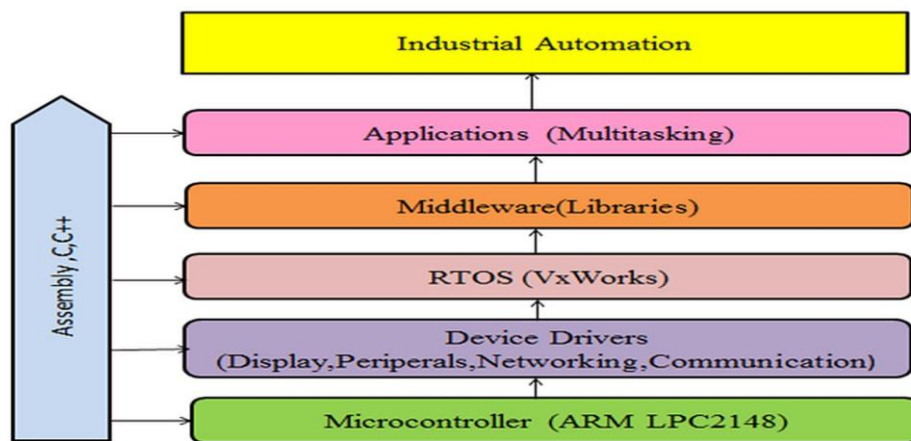 Industrial Automation
Applications (Multitasking)
Middleware(Libraries)
RTOS (VxWorks)
Device Drivers
(Display,Periperals,Networking,Communication)
Microcontroller (ARM LPC2148)
Assembly,C,C++